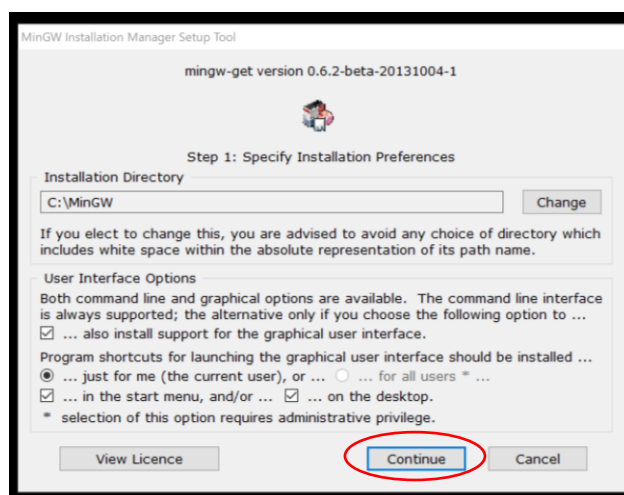 MinGW Installation Manager Setup Tool
mingw-get version 0.6.2-beta-20131004-1
Step 1: Specify Installation Preferences
Installation Directory
C:\MinGW
Change
If you elect to change this, you are advised to avoid any choice of directory which
includes white space within the absolute representation of its path name.
User Interface Options
Both command line and graphical options are available.  The command line interface
is always supported; the alternative only if you choose the following option to ...
... also install support for the graphical user interface.
Program shortcuts for launching the graphical user interface should be installed ...
... just for me (the current user), or ... ... for all users * ...
... in the start menu, and/or ... ... on the desktop.
* selection of this option requires administrative privilege.
View Licence Continue Cancel